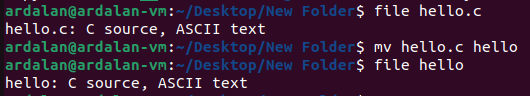 ardalan@ardalan-vm:~/Desktop/New Folder$ file hello.c
hello.c: C source, ASCII text
ardalan@ardalan-vm:~/Desktop/New Folder$ mv hello.c hello
ardalan@ardalan-vm:~/Desktop/New Folder$ file hello
hello: C source, ASCII text